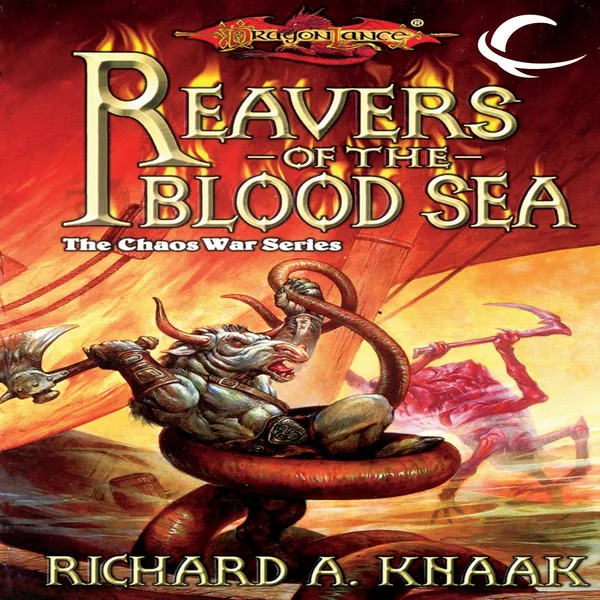 DRAGONLANCE®
REAVERS
–OF THE–
BLOOD SEA
The Chaos War Series
RICHARD A. KNAAK